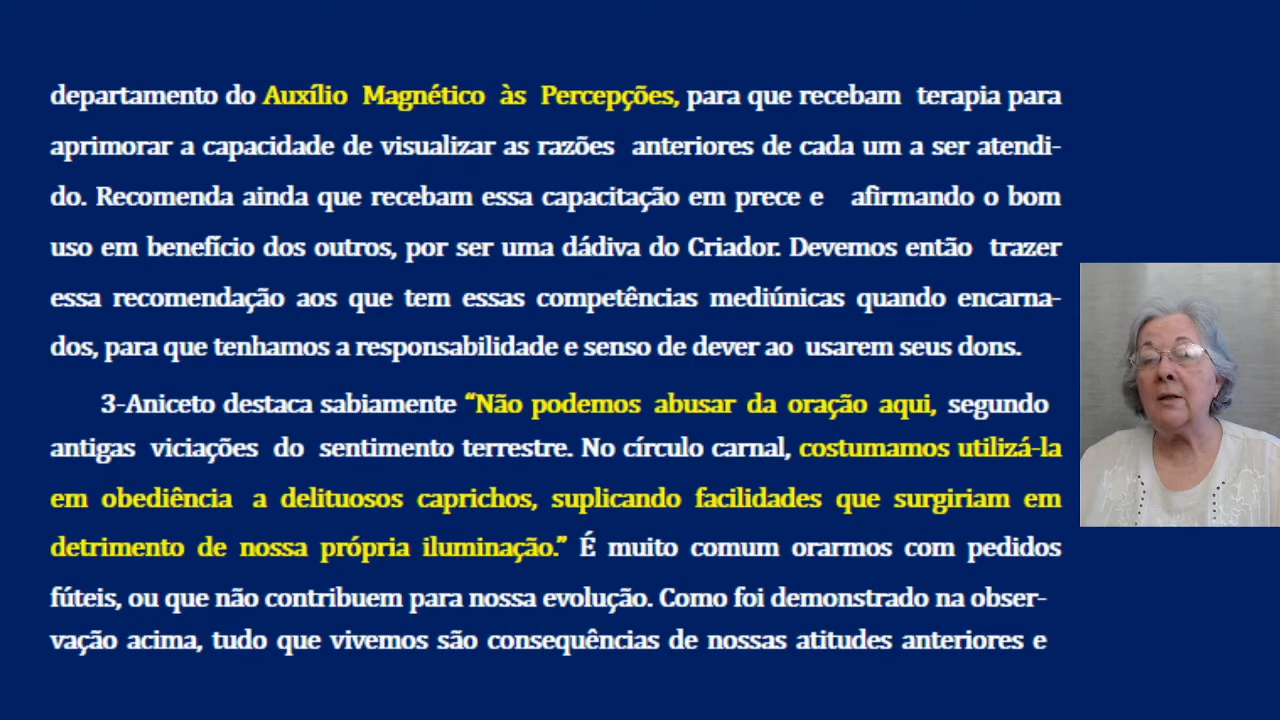 departamento do Auxílio Magnético às Percepções, para que recebam terapia para
aprimorar a capacidade de visualizar as razões anteriores de cada um a ser atendi-
do. Recomenda ainda que recebam essa capacitação em prece e afirmando o bom
uso em benefício dos outros, por ser uma dádiva do Criador. Devemos então trazer
essa recomendação aos que tem essas competências mediúnicas quando encarna-
dos, para que tenhamos a responsabilidade e senso de dever ao usarem seus dons.
3-Aniceto destaca sabiamente “Não podemos abusar da oração aqui, segundo
antigas viciações do sentimento terrestre. No círculo carnal, costumamos utilizá-la
em obediência a delituosos caprichos, suplicando facilidades que surgiriam em
detrimento de nossa própria iluminação.” É muito comum orarmos com pedidos
fúteis, ou que não contribuem para nossa evolução. Como foi demonstrado na obser-
vação acima, tudo que vivemos são consequências de nossas atitudes anteriores e